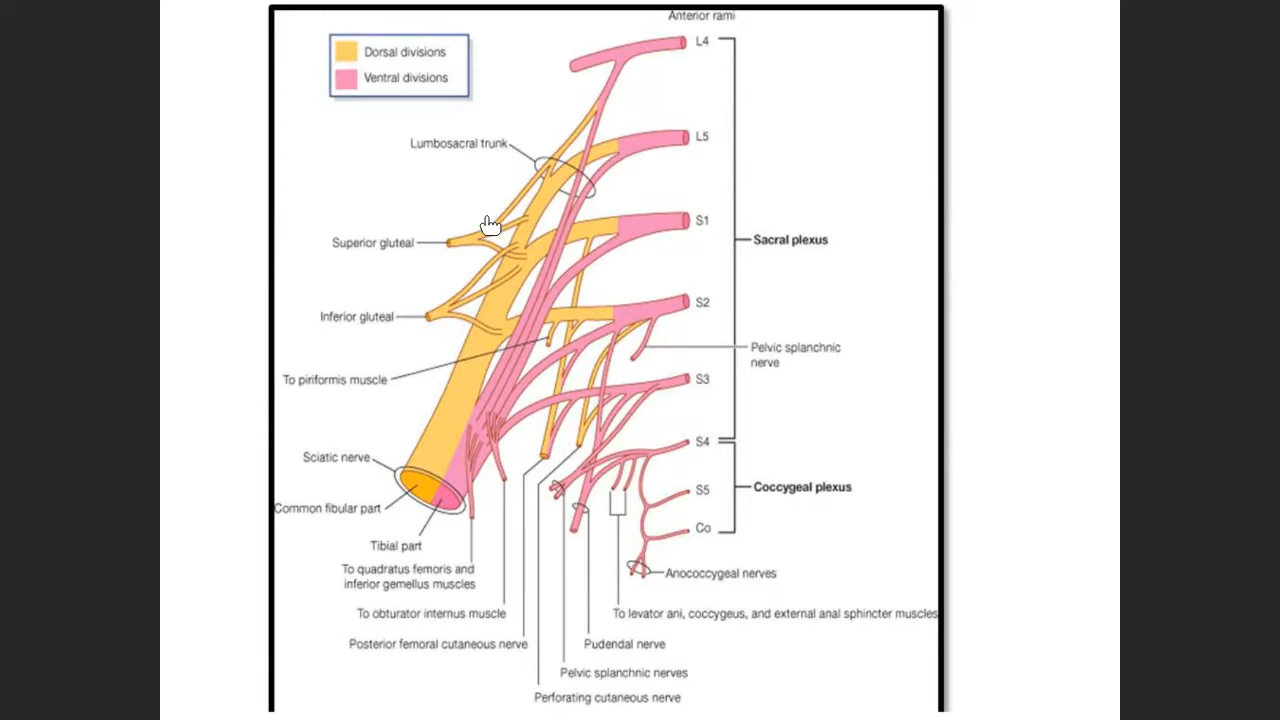 Anterior rami
L4
Dorsal divisions
Ventral divisions
L5
Lumbosacral trunk
S1
Superior gluteal
Sacral plexus
S2
Inferior gluteal
Pelvic splanchnic
nerve
To piriformis muscle
S3
S4
Sciatic nerve
Coccygeal plexus
S5
Common fibular part
Co
Tibial part
To quadratus femoris and
inferior gemellus muscles
Anococcygeal nerves
To obturator internus muscle
To levator ani, coccygeus, and external anal sphincter muscles
Posterior femoral cutaneous nerve
Pudendal nerve
Pelvic splanchnic nerves
Perforating cutaneous nerve